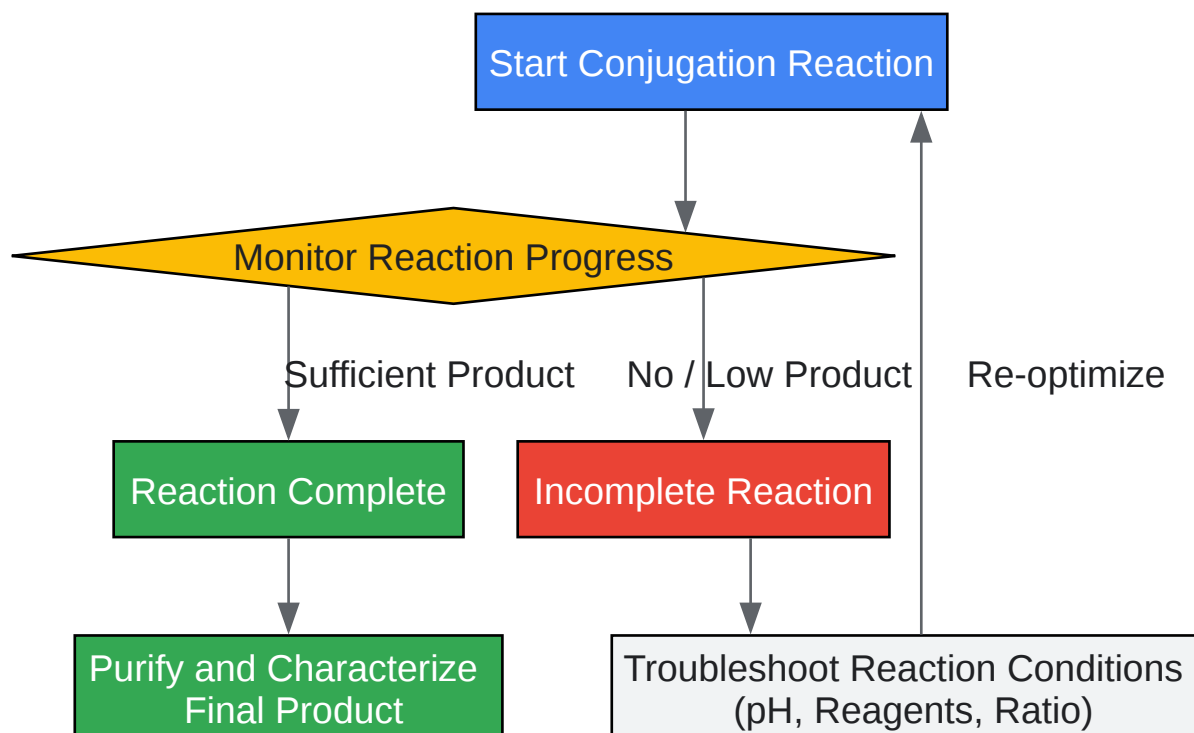 Start Conjugation Reaction
Monitor Reaction Progress
Sufficient Product
No / Low Product
Re-optimize
Reaction Complete
Incomplete Reaction
Purify and Characterize
Final Product
Troubleshoot Reaction Conditions
(pH, Reagents, Ratio)